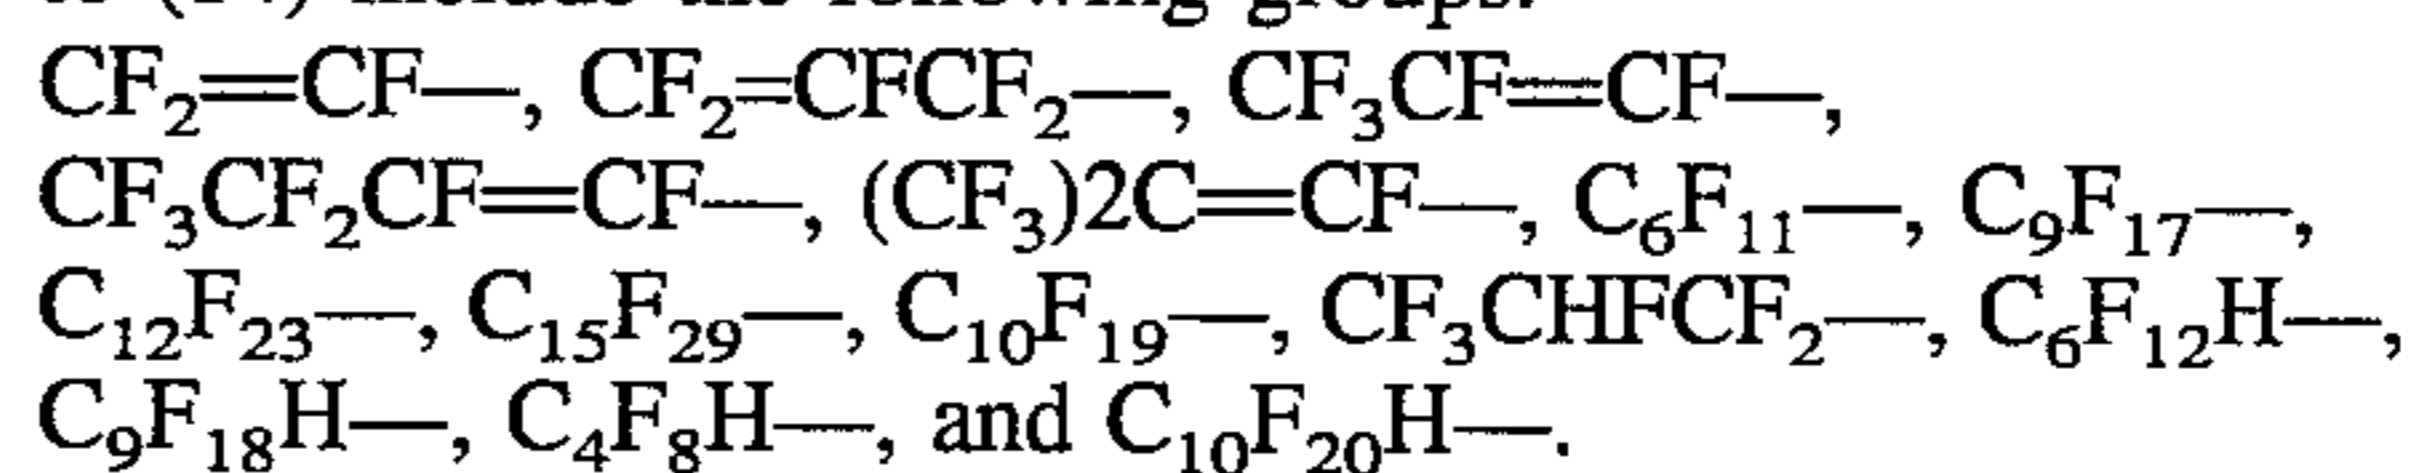 CF₂=CF—, CF₂=CFCF₂—, CF₃CF=CF—,
CF₃CF₂CF=CF—, (CF₃)2C=CF—, C₆F₁₁—, C₉F₁₇—,
C₁₂F₂₃—, C₁₅F₂₉—, C₁₀F₁₉—, CF₃CHFCF₂—, C₆F₁₂H—,
C₉F₁₈H—, C₄F₈H—, and C₁₀F₂₀H—.